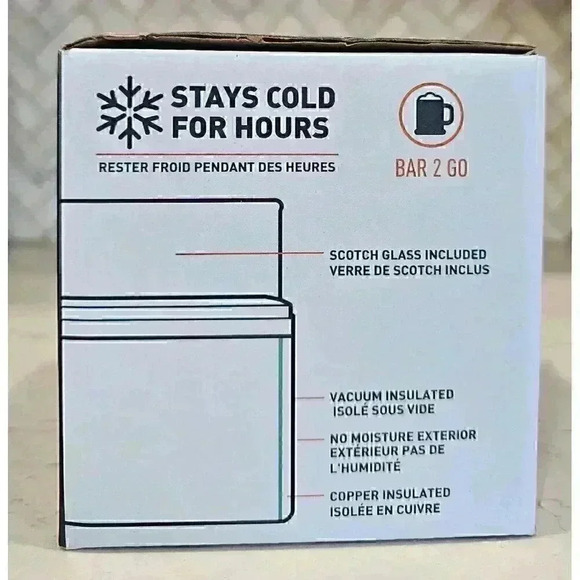 STAYS COLD
FOR HOURS
RESTER FROID PENDANT DES HEURES
BAR 2 GO
SCOTCH GLASS INCLUDED
VERRE DE SCOTCH INCLUS
VACUUM INSULATED
ISOLÉ SOUS VIDE
NO MOISTURE EXTERIOR
EXTÉRIEUR PAS DE
L'HUMIDITÉ
COPPER INSULATED
ISOLÉE EN CUIVRE